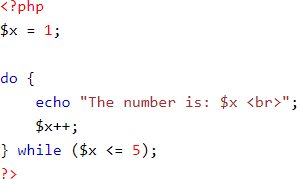 <?php
$x = 1;

do {
    echo "The number is: $x <br>";
    $x++;
} while ($x <= 5);
?>